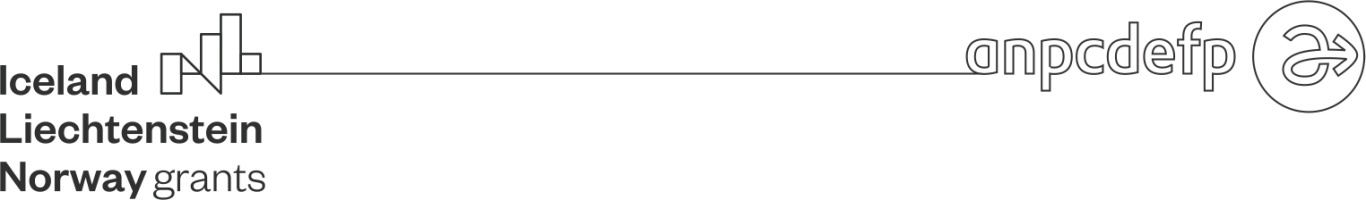 Iceland
Liechtenstein
Norway grants
anpcdefp